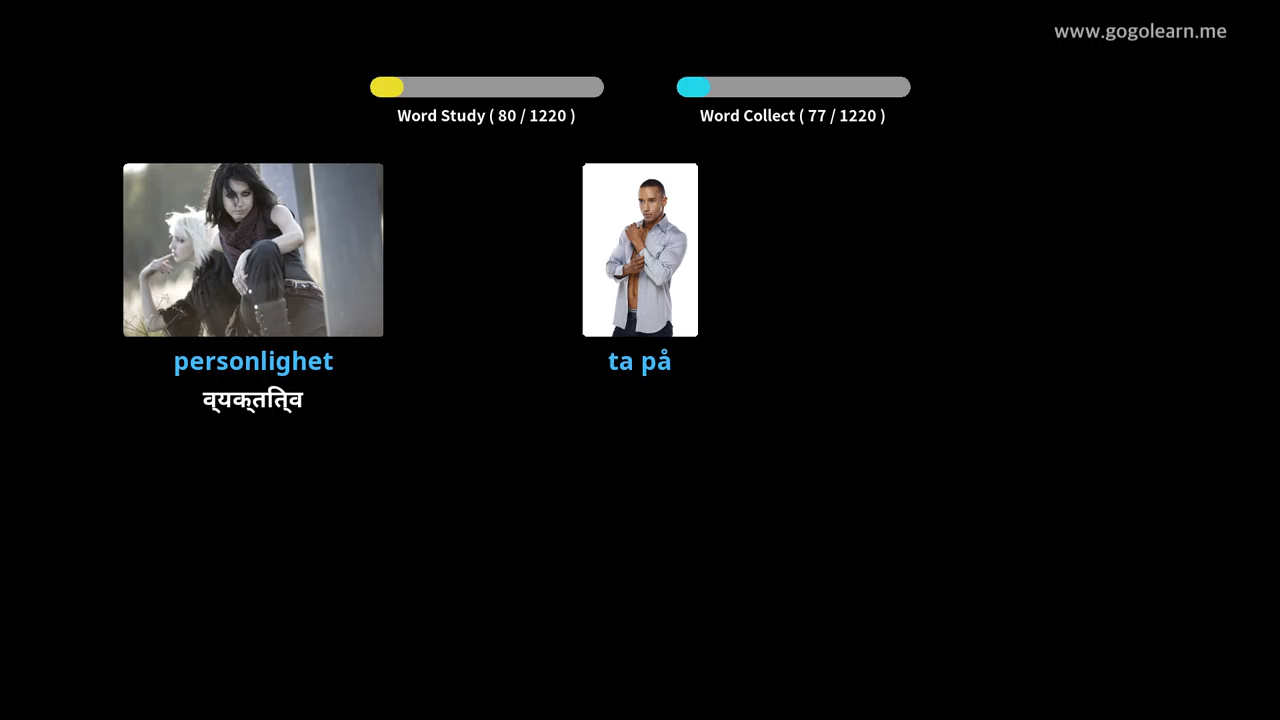 www.gogolearn.me
Word Study ( 80 / 1220 )
Word Collect ( 77 / 1220 )
personlighet
ta på
व्यक्तित्व